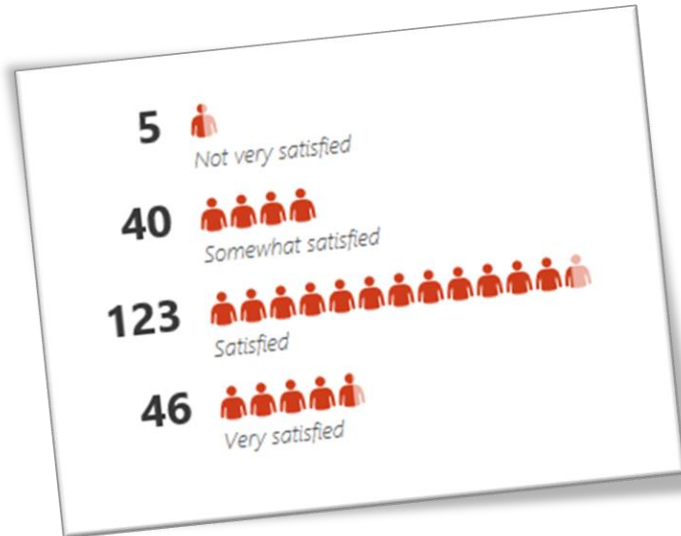 5
Not very satisfied
40
Somewhat satisfied
123
Satisfied
46
Very satisfied